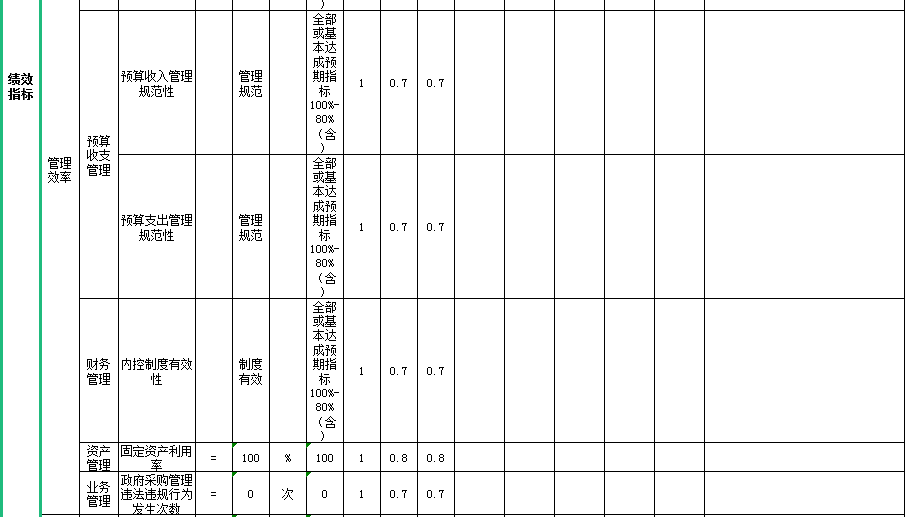 ）
绩效
指标
管理
效率
预算
收支
管理
预算收入管理
规范性
管理
规范
全部
或基
本达
成预
期指
标
100%-
80%
（含
）
1
0.7
0.7
预算支出管理
规范性
管理
规范
全部
或基
本达
成预
期指
标
100%-
80%
（含
）
1
0.7
0.7
财务
管理
内控制度有效
性
制度
有效
全部
或基
本达
成预
期指
标
100%-
80%
（含
）
1
0.7
0.7
资产
管理
固定资产利用
率
=
100
%
100
1
0.8
0.8
业务
管理
政府采购管理
违法违规行为
发生次数
=
0
次
0
1
0.7
0.7